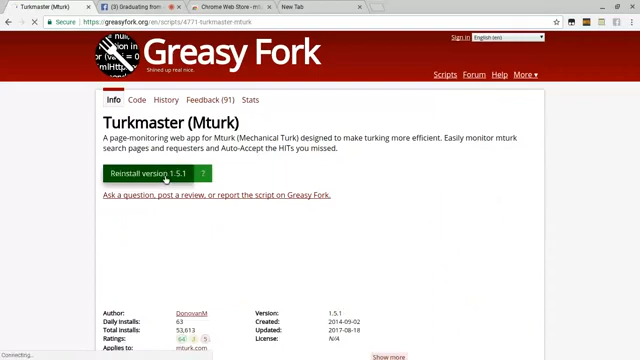 Turkmaster (Mturk)
(3) Graduating from
Chrome Web Store - m
New Tab
Secure
https://greasyfork.org/en/scripts/4771-turkmaster-mturk
Greasy Fork
Shined up real nice.
Sign in
English (en)
Scripts Forum Help More ▾
Info Code History Feedback (91) Stats
Turkmaster (Mturk)
A page-monitoring web app for Mturk (Mechanical Turk) designed to make turking more efficient. Easily monitor mturk
search pages and requesters and Auto-Accept the HITs you missed.
Reinstall version 1.5.1 ?
Ask a question, post a review, or report the script on Greasy Fork.
Author: DonovanM Version: 1.5.1
Daily installs: 63 Created: 2014-09-02
Total installs: 53,613 Updated: 2017-08-18
Ratings: 64 3 5 License: N/A
Applies to: mturk.com
Show more
Connecting...